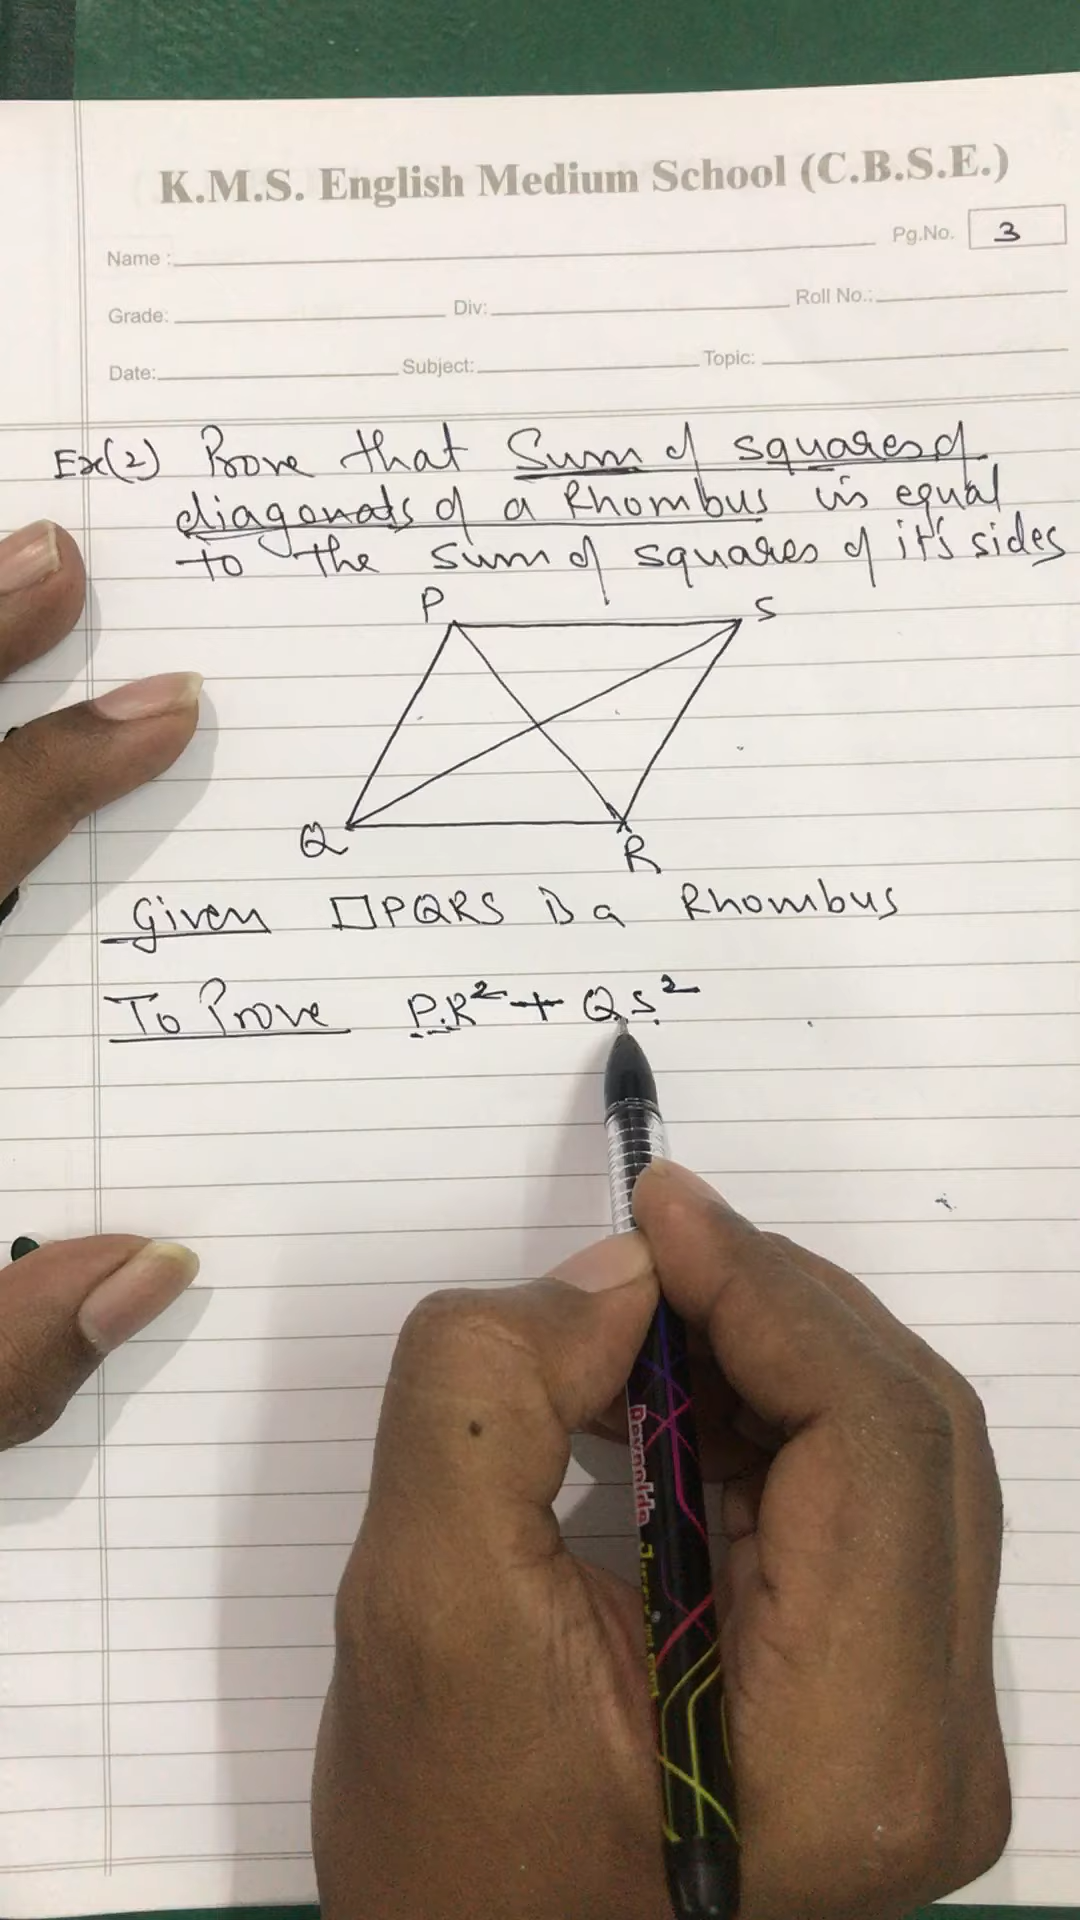 K.M.S. English Medium School (C.B.S.E.)
Pg.No. 3
Name :
Grade: Div: Roll No.:
Date: Subject: Topic:
Ex(2) Prove that Sum of squares of
diagonals of a Rhombus is equal
to the sum of squares of it's sides
P S
Q R
Given □PQRS is a Rhombus
To Prove PR² + QS²
Reynolds